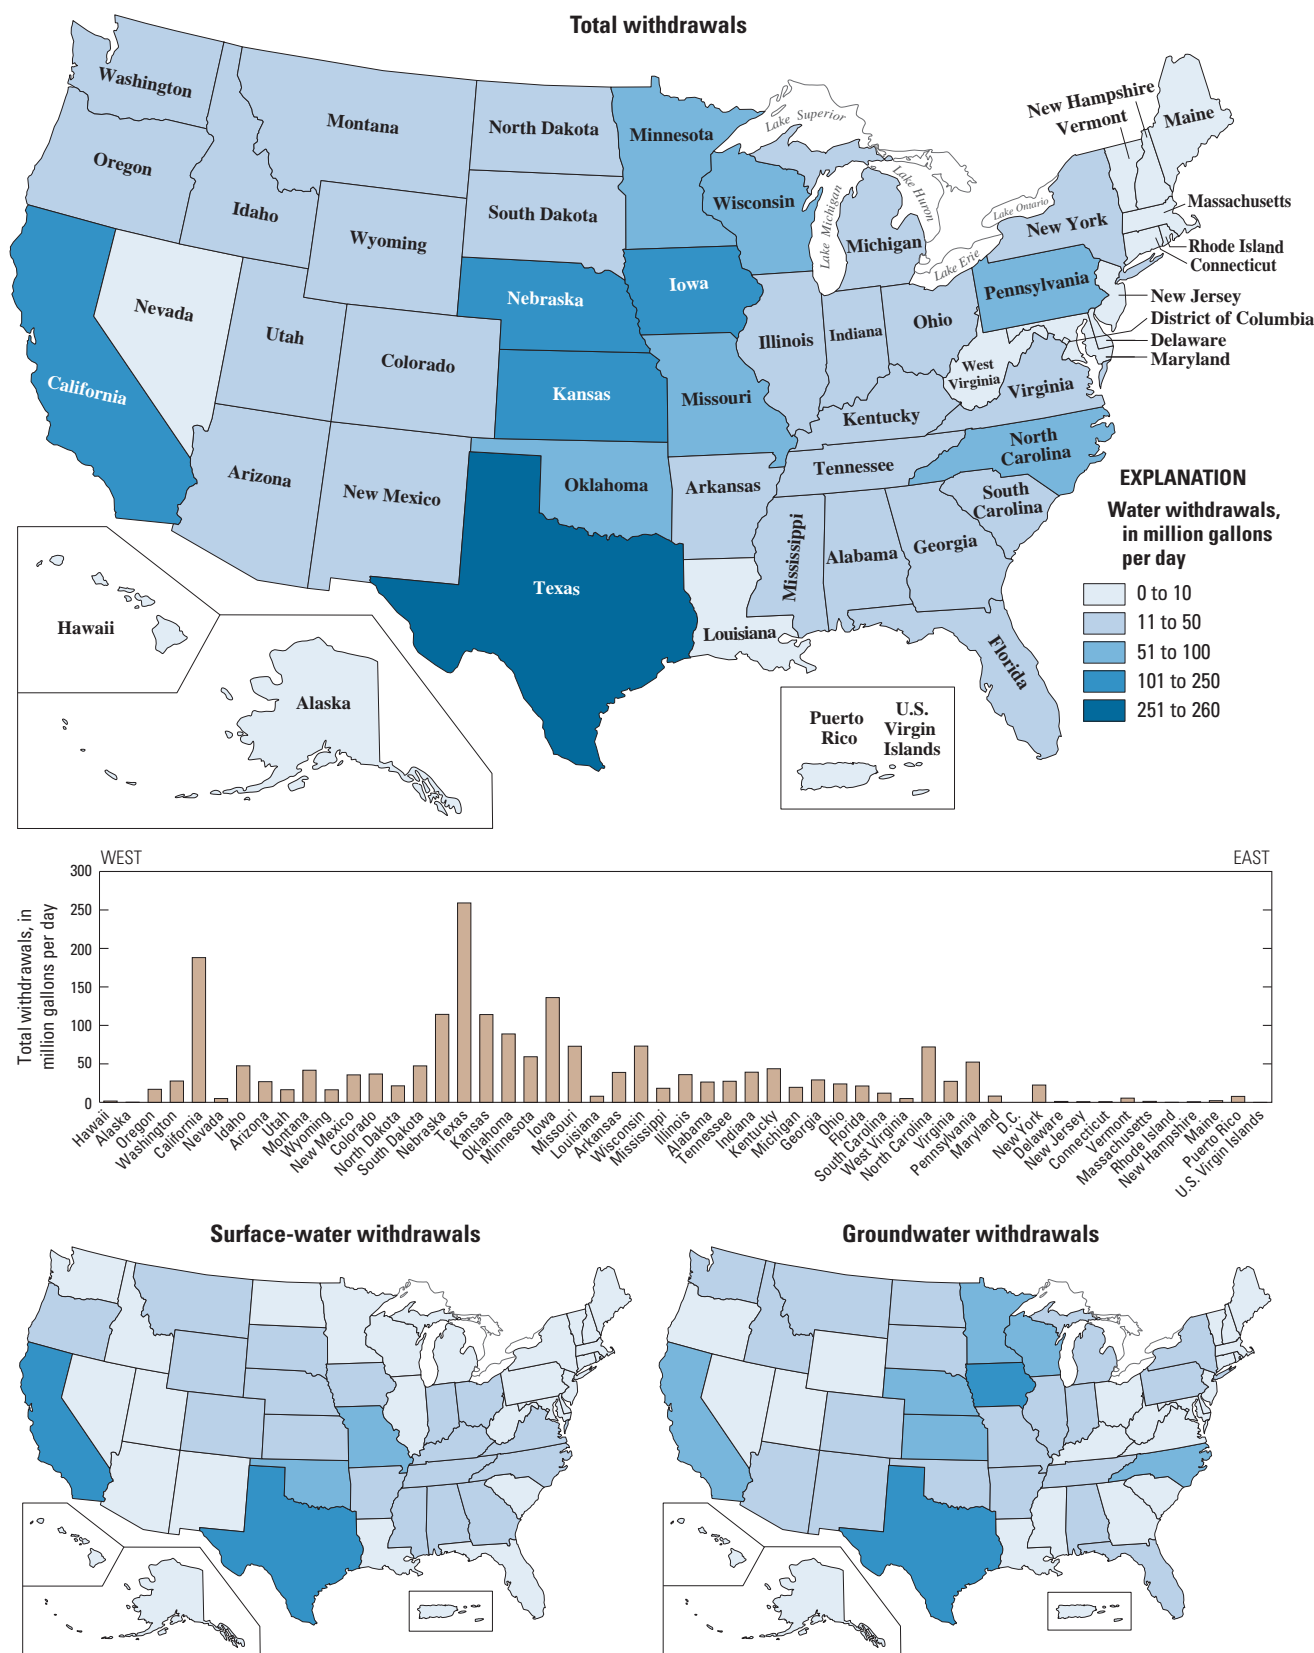 Total withdrawals
Washington
Oregon
Idaho
Montana
Wyoming
North Dakota
South Dakota
Minnesota
Wisconsin
Lake Superior
Lake Michigan
Lake Huron
Michigan
Lake Ontario
Lake Erie
New Hampshire
Vermont
Maine
New York
Massachusetts
Rhode Island
Connecticut
New Jersey
District of Columbia
Delaware
Maryland
Pennsylvania
Nevada
Utah
Colorado
California
Nebraska
Iowa
Kansas
Missouri
Illinois
Indiana
Ohio
West
Virginia
Virginia
Kentucky
Tennessee
North
Carolina
South
Carolina
Arizona
New Mexico
Oklahoma
Arkansas
Texas
Louisiana
Mississippi
Alabama
Georgia
Florida
Hawaii
Alaska
Puerto
Rico
U.S.
Virgin
Islands
EXPLANATION
Water withdrawals,
in million gallons
per day
0 to 10
11 to 50
51 to 100
101 to 250
251 to 260
WEST
EAST
Total withdrawals, in
million gallons per day
300
250
200
150
100
50
0
Hawaii
Alaska
Oregon
Washington
California
Nevada
Idaho
Arizona
Utah
Montana
Wyoming
New Mexico
Colorado
North Dakota
South Dakota
Nebraska
Texas
Kansas
Oklahoma
Minnesota
Iowa
Missouri
Louisiana
Arkansas
Wisconsin
Mississippi
Illinois
Alabama
Tennessee
Indiana
Kentucky
Michigan
Georgia
Ohio
Florida
South Carolina
West Virginia
North Carolina
Virginia
Pennsylvania
Maryland
D.C.
New York
Delaware
New Jersey
Connecticut
Vermont
Massachusetts
Rhode Island
New Hampshire
Maine
Puerto Rico
U.S. Virgin Islands
Surface-water withdrawals
Groundwater withdrawals